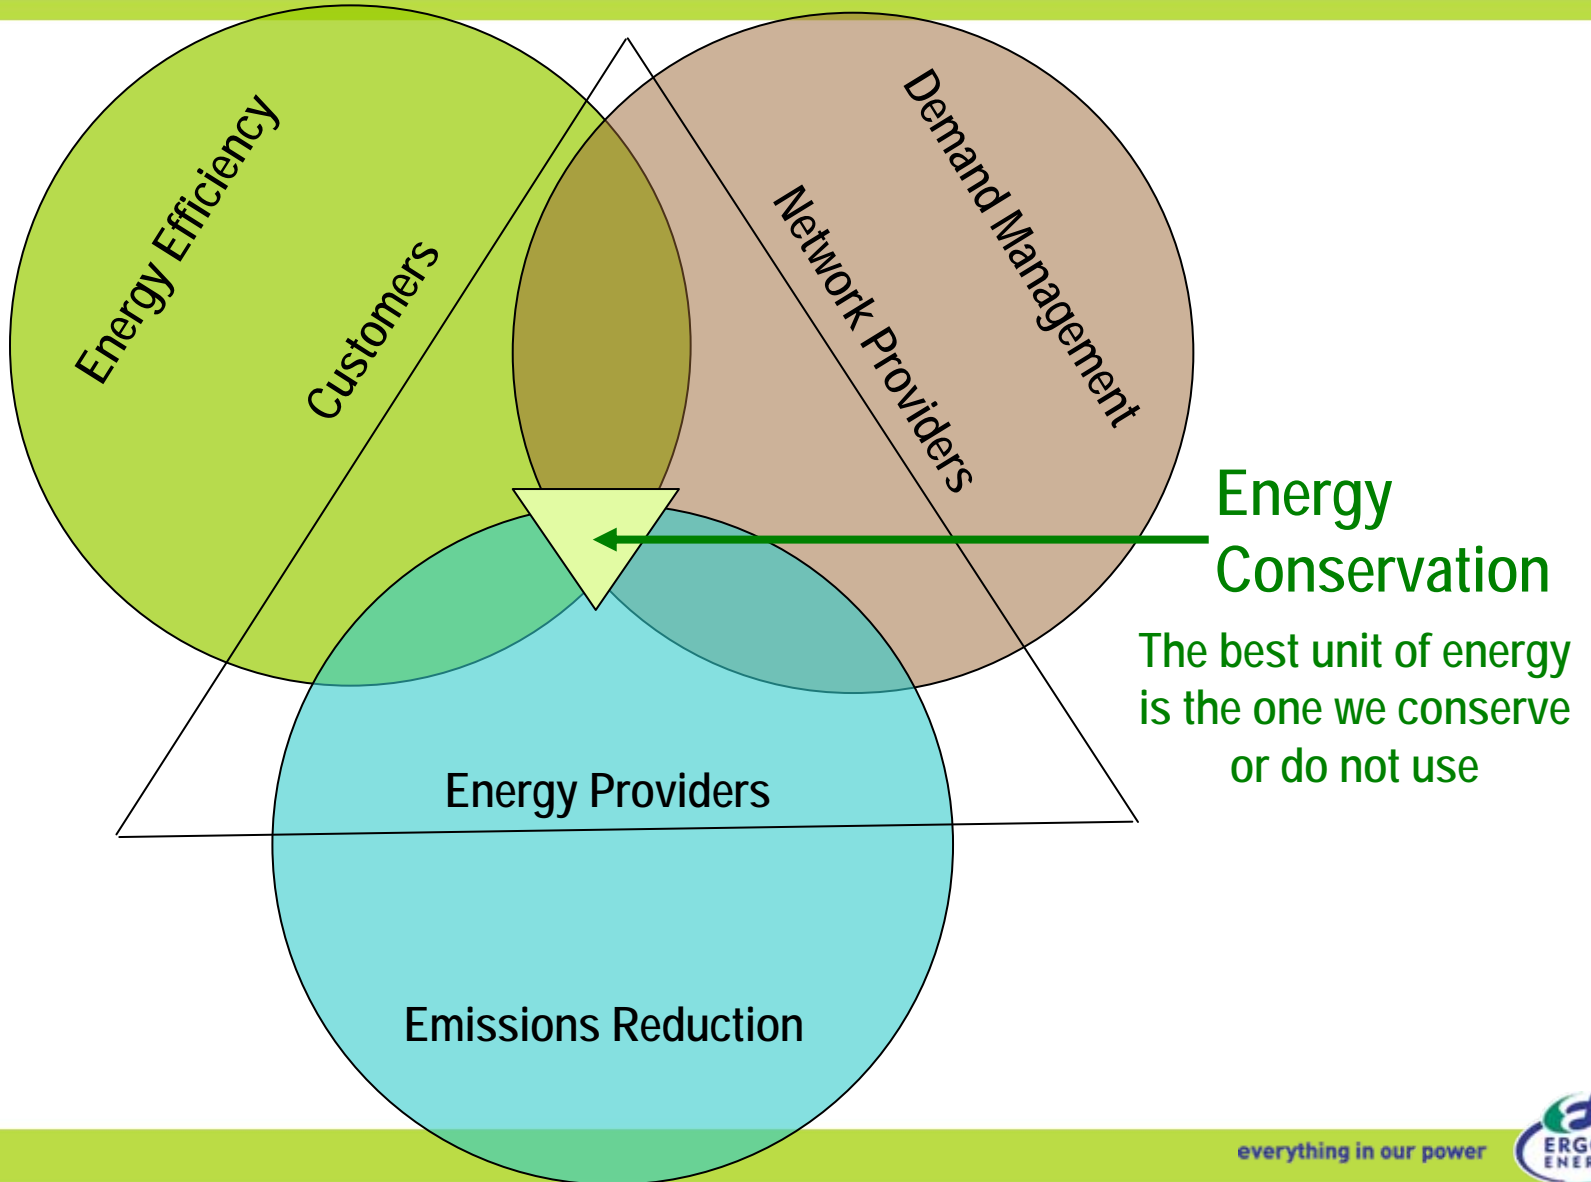 Energy Efficiency
Customers
Demand Management
Network Providers
Energy
Conservation
The best unit of energy
is the one we conserve
or do not use
Energy Providers
Emissions Reduction
everything in our power